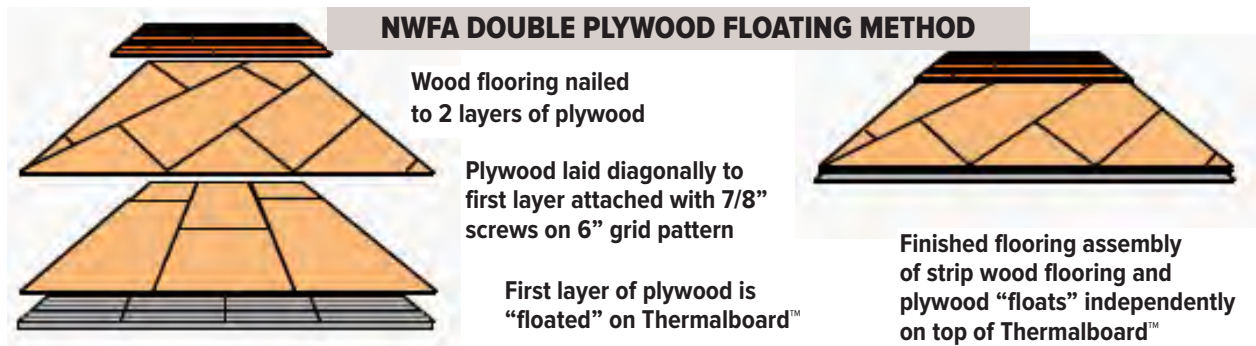 NWFA DOUBLE PLYWOOD FLOATING METHOD
Wood flooring nailed
to 2 layers of plywood
Plywood laid diagonally to
first layer attached with 7/8”
screws on 6” grid pattern
First layer of plywood is
“floated” on Thermalboard™
Finished flooring assembly
of strip wood flooring and
plywood “floats” independently
on top of Thermalboard™